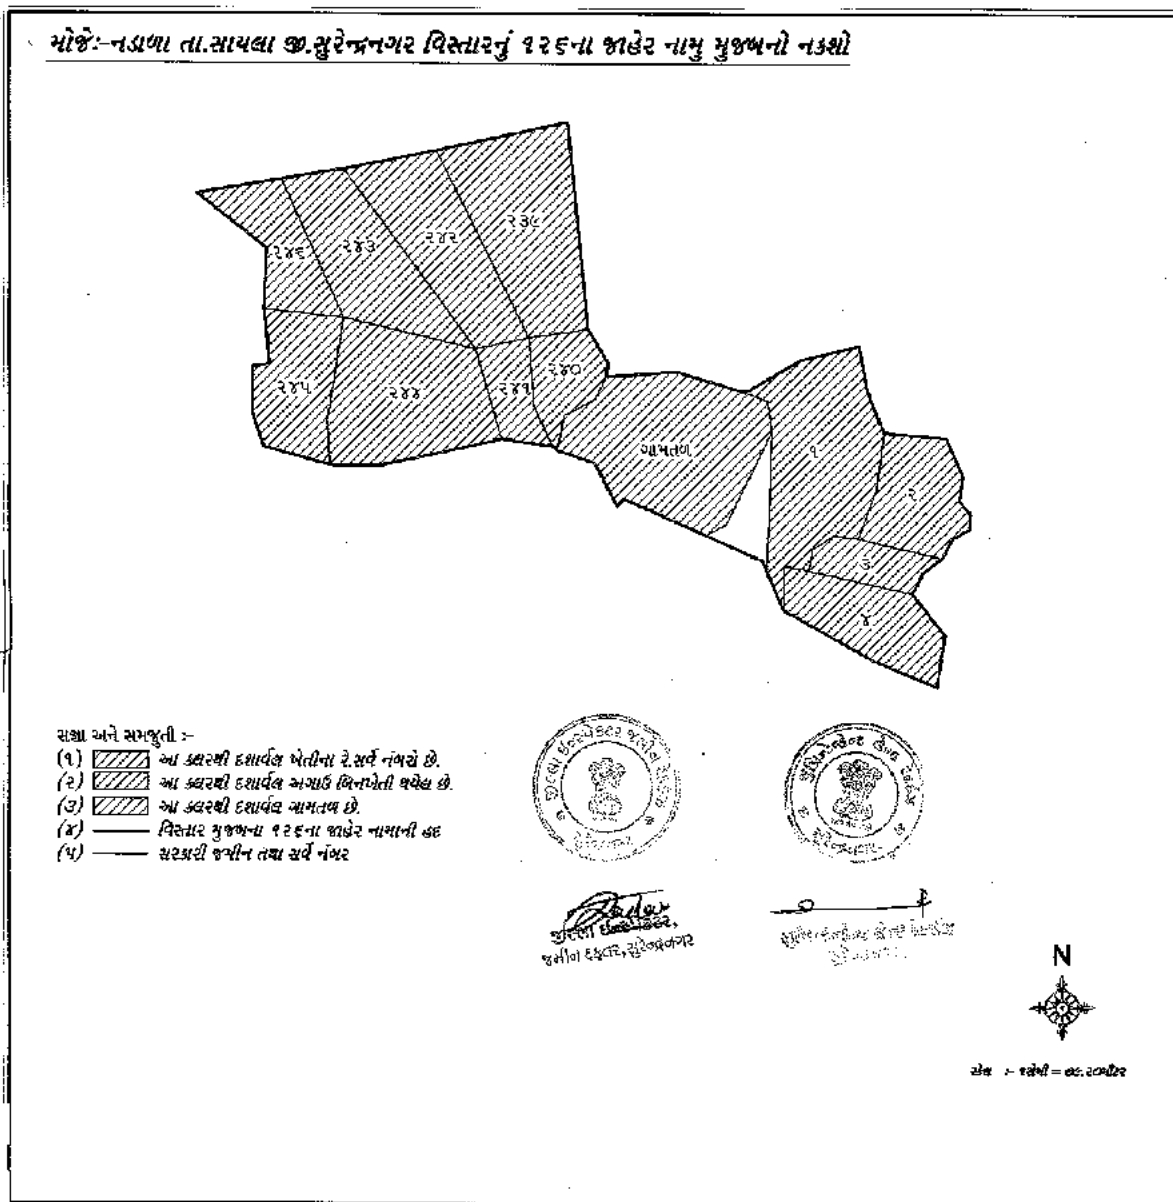 મોજેઃ-નડાળા તા.સાયલા જી.સુરેન્દ્રનગર વિસ્તારનું ૧૨૬ના જાહેર નામુ મુજબનો નકશો
૨૩૯
૨૪૨
૨૪૩
૨૪૬
૨૪૦
૨૪૧
૨૪૪
૨૪૫
ગામતળ
૧
૨
૩
૪
સજ્ઞા અને સમજુતી :-
(૧) આ કલરથી દર્શાવેલ ખેતીના રે.સર્વે નંબરો છે.
(૨) આ કલરથી દર્શાવેલ અગાઉ બિનખેતી થયેલ છે.
(૩) આ કલરથી દર્શાવેલ ગામતળ છે.
(૪) વિસ્તાર મુજબના ૧૨૬ના જાહેર નામાની હદ
(૫) સરકારી જમીન તથા સર્વે નંબર
જીલ્લા ઇન્સ્પેકટર,
જમીન દફતર,સુરેન્દ્રનગર
N